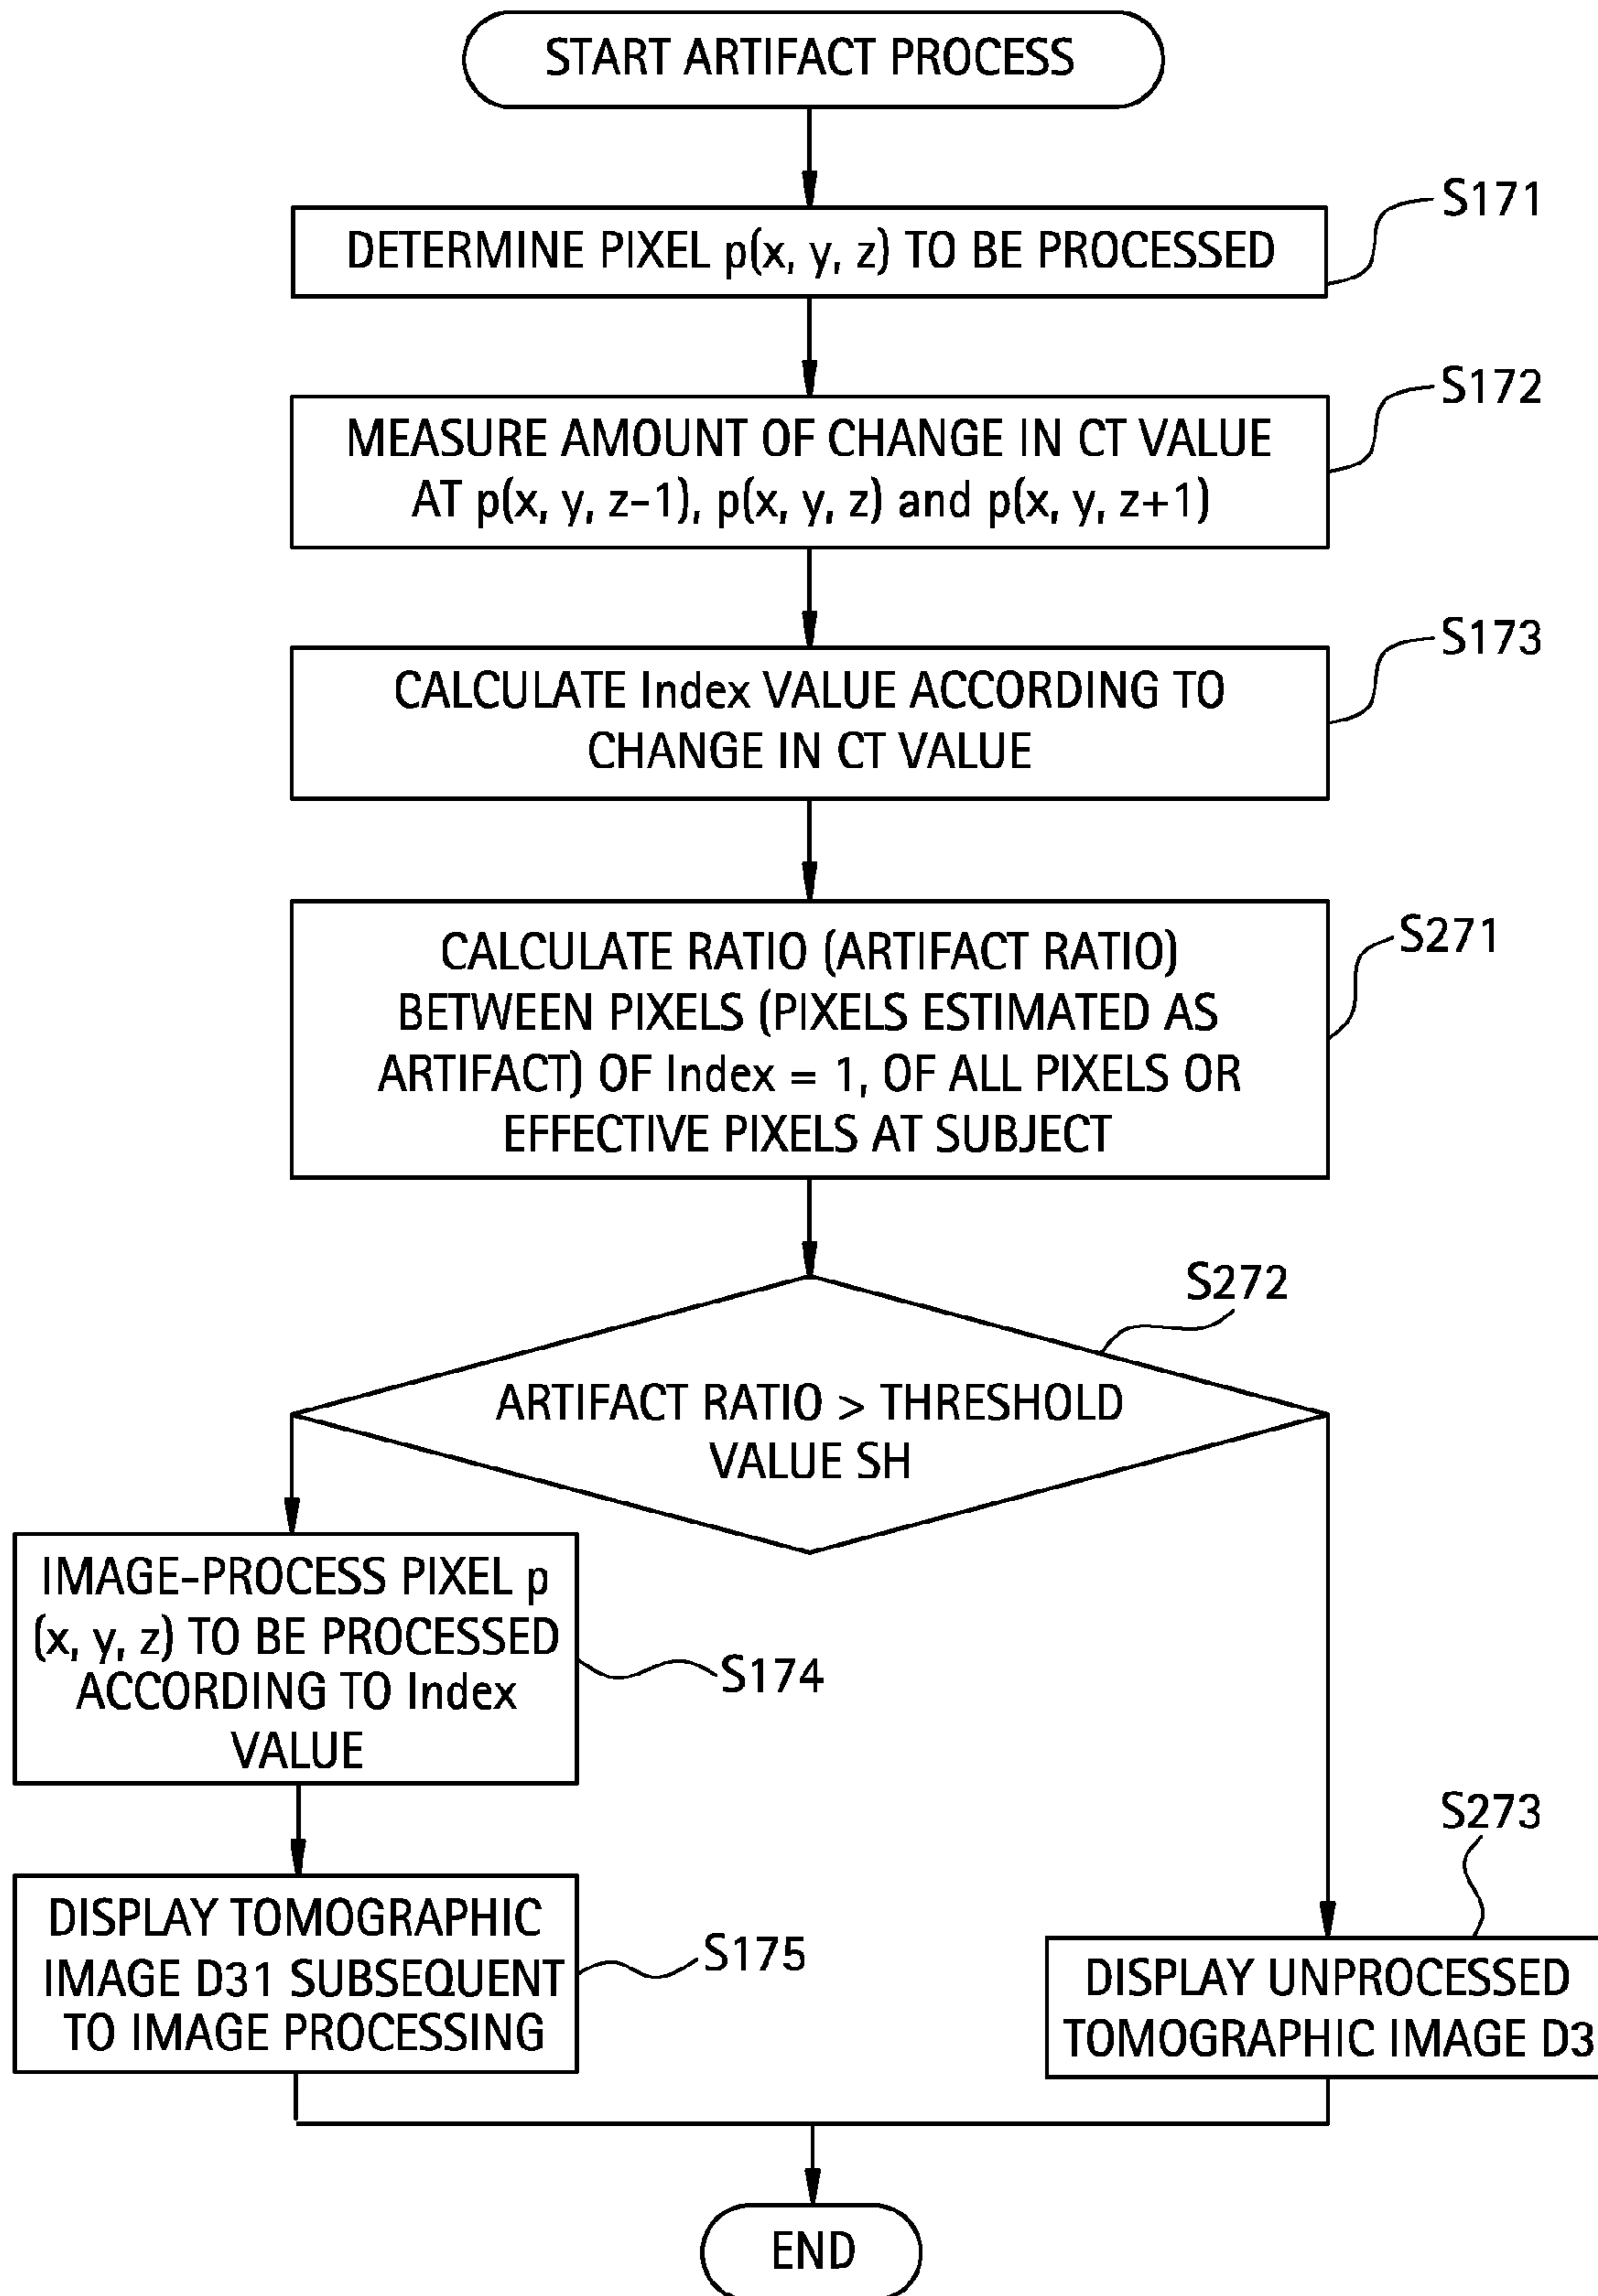 START ARTIFACT PROCESS
S171
DETERMINE PIXEL p(x, y, z) TO BE PROCESSED
S172
MEASURE AMOUNT OF CHANGE IN CT VALUE
AT p(x, y, z-1), p(x, y, z) and p(x, y, z+1)
S173
CALCULATE Index VALUE ACCORDING TO
CHANGE IN CT VALUE
S271
CALCULATE RATIO (ARTIFACT RATIO)
BETWEEN PIXELS (PIXELS ESTIMATED AS
ARTIFACT) OF Index = 1, OF ALL PIXELS OR
EFFECTIVE PIXELS AT SUBJECT
S272
ARTIFACT RATIO > THRESHOLD
VALUE SH
IMAGE-PROCESS PIXEL p
(x, y, z) TO BE PROCESSED
ACCORDING TO Index
VALUE
S174
S273
DISPLAY TOMOGRAPHIC
IMAGE D31 SUBSEQUENT
TO IMAGE PROCESSING
S175
DISPLAY UNPROCESSED
TOMOGRAPHIC IMAGE D3
END